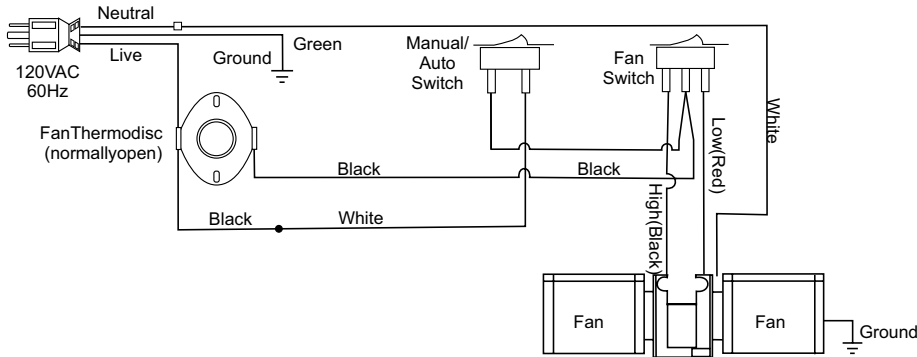 Neutral
Live
Green
Ground
120VAC
60Hz
Manual/
Auto
Switch
Fan
Switch
FanThermodisc
(normallyopen)
Black
Black
Black
White
White
Low(Red)
High(Black)
Fan
Fan
Ground